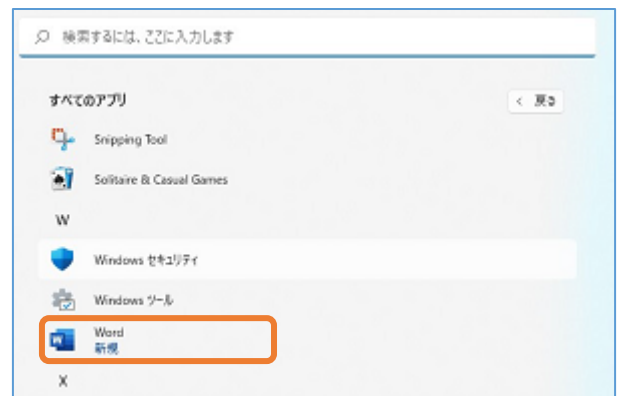 検索するには、ここに入力します
すべてのアプリ
< 戻る
Snipping Tool
Solitaire & Casual Games
W
Windows セキュリティ
Windows ツール
Word
新規
X